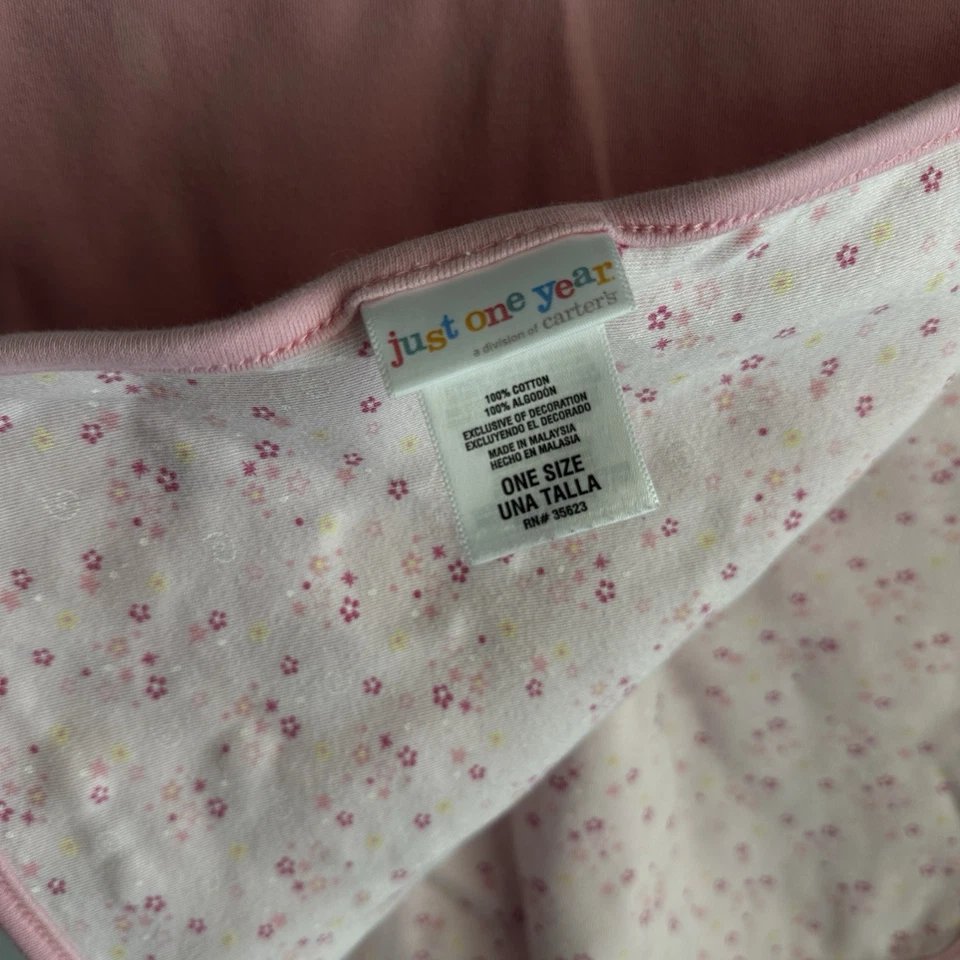 just one year.
a division of carter's
100% COTTON
100% ALGODÓN
EXCLUSIVE OF DECORATION
EXCLUYENDO EL DECORADO
MADE IN MALAYSIA
HECHO EN MALASIA
ONE SIZE
UNA TALLA
RN# 35623